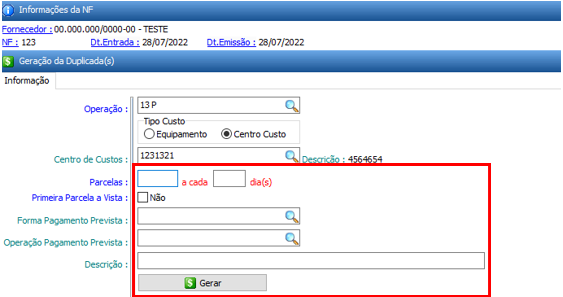 Informações da NF
Fornecedor : 00.000.000/0000-00 - TESTE
NF : 123 Dt.Entrada : 28/07/2022 Dt.Emissão : 28/07/2022
Geração da Duplicada(s)
Informação
Operação : 13 P
Tipo Custo
Equipamento Centro Custo
Centro de Custos : 1231321 Descrição : 4564654
Parcelas : a cada dia(s)
Primeira Parcela a Vista : Não
Forma Pagamento Prevista :
Operação Pagamento Prevista :
Descrição :
Gerar